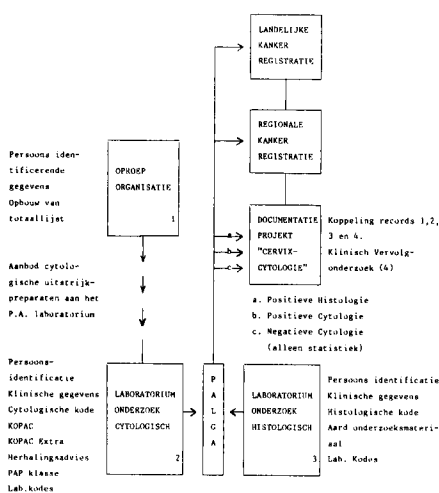 LANDELIJKE
KANKER
REGISTRATIE
REGIONALE
KANKER
REGISTRATIE
Persoons iden-
tificerende
gegevens
Opbouw van
totaallijst
OPROEP
ORGANISATIE
1
DOCUMENTATIE
PROJEKT
"CERVIX-
CYTOLOGIE"
a
b
c
Koppeling records 1,2,
3 en 4.
Klinisch Vervolg-
onderzoek (4)
Aanbod cytolo-
gische uitstrijk-
preparaten aan het
P.A. laboratorium
a. Positieve Histologie
b. Positieve Cytologie
c. Negatieve Cytologie
(alleen statistiek)
Persoons-
identificatie
Klinische gegevens
Cytologische kode
KOPAC
KOPAC Extra
Herhalingsadvies
PAP klasse
Lab.kodes
LABORATORIUM
ONDERZOEK
CYTOLOGISCH
2
P
A
L
G
A
LABORATORIUM
ONDERZOEK
HISTOLOGISCH
3
Persoons identificatie
Klinische gegevens
Histologische kode
Aard onderzoeksmateri-
aal
Lab. Kodes